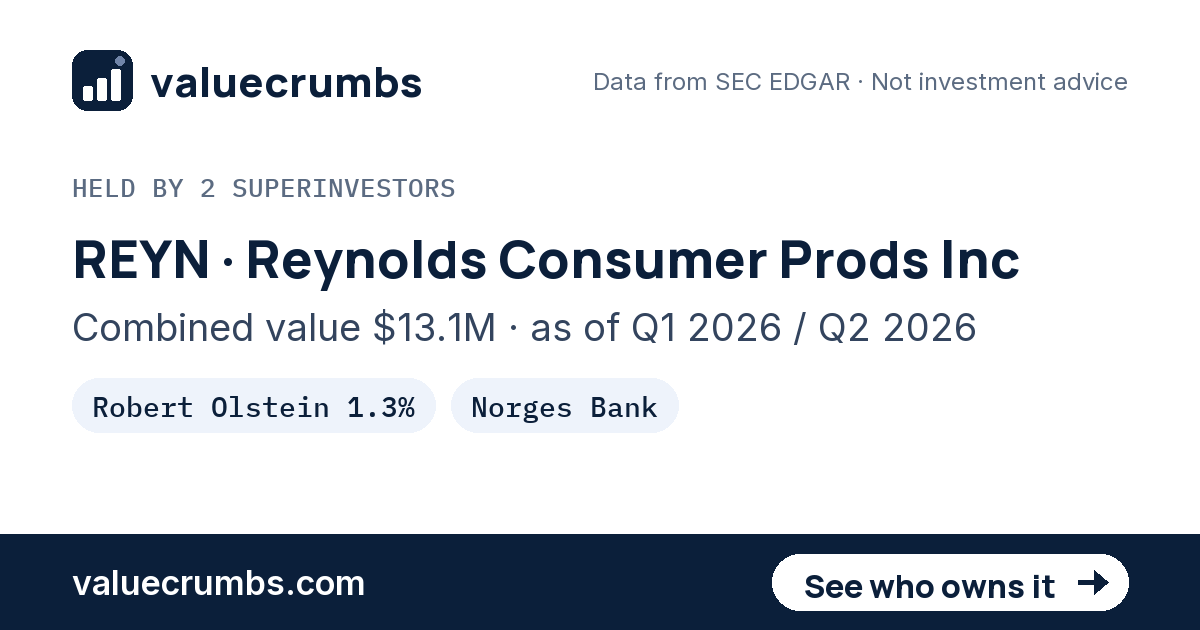 valuecrumbs
Data from SEC EDGAR · Not investment advice
HELD BY 2 SUPERINVESTORS
REYN · Reynolds Consumer Prods Inc
Combined value $13.1M · as of Q1 2026 / Q2 2026
Robert Olstein 1.3%
Norges Bank
valuecrumbs.com
See who owns it →